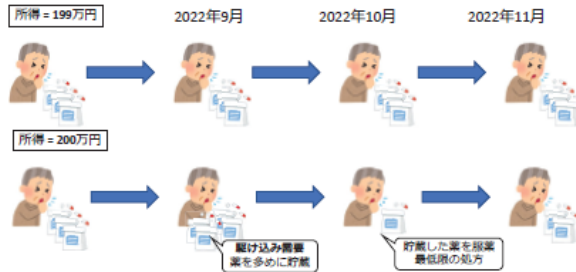 所得 = 199万円
2022年9月
2022年10月
2022年11月
所得 = 200万円
駆け込み需要
薬を多めに貯蔵
貯蔵した薬を服薬
最低限の処方